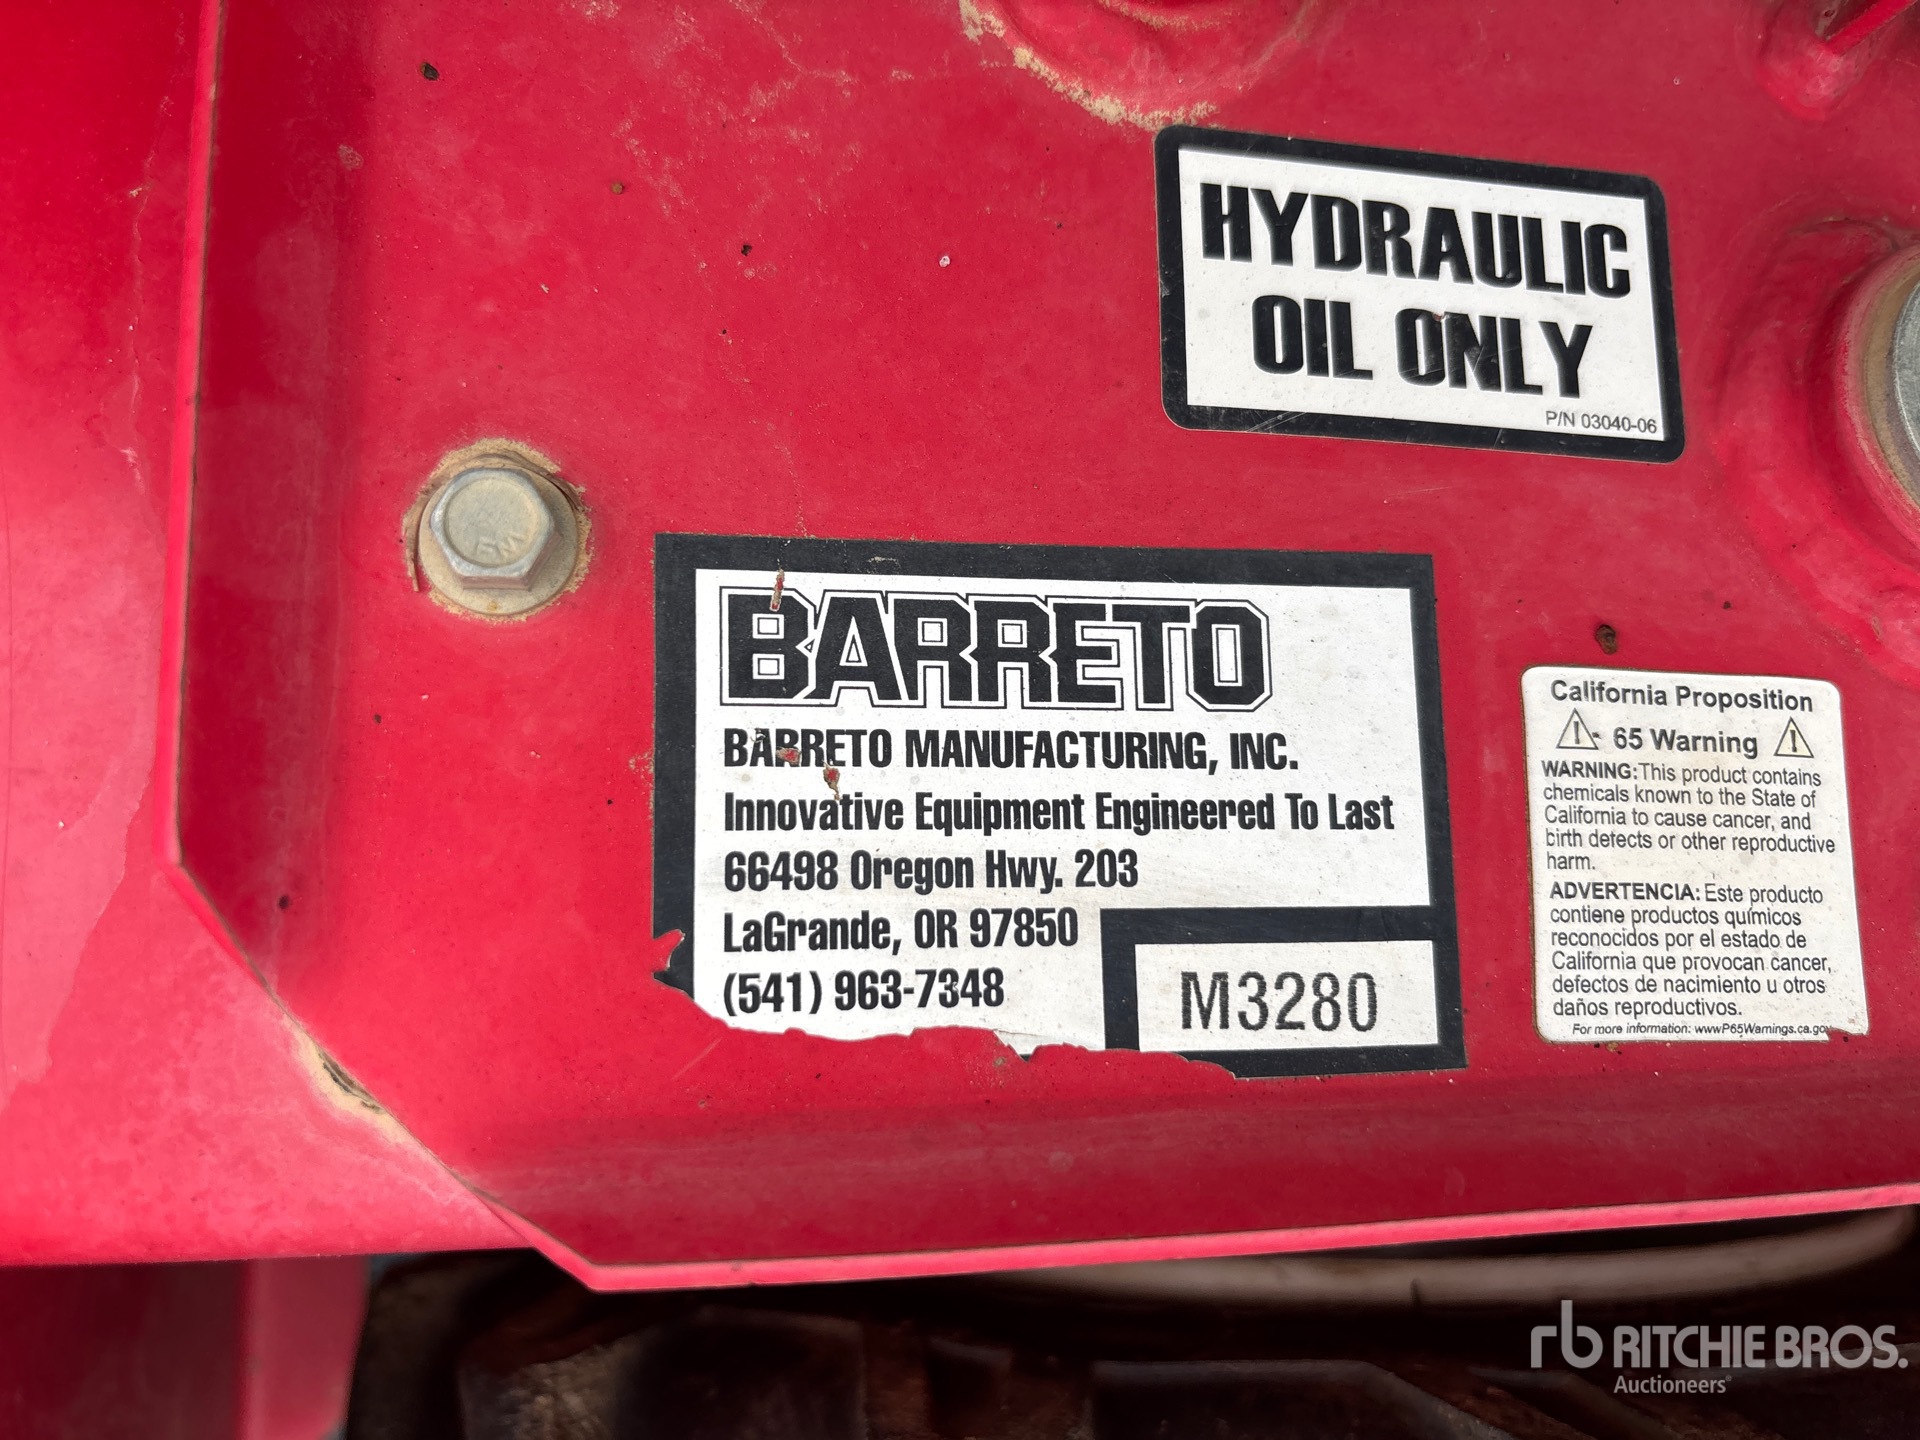 HYDRAULIC
OIL ONLY
P/N 03040-06
BARRETO
BARRETO MANUFACTURING, INC.
Innovative Equipment Engineered To Last
66498 Oregon Hwy. 203
LaGrande, OR 97850
(541) 963-7348
M3280
California Proposition
65 Warning
WARNING: This product contains
chemicals known to the State of
California to cause cancer, and
birth defects or other reproductive
harm.
ADVERTENCIA: Este producto
contiene productos químicos
reconocidos por el estado de
California que provocan cancer,
defectos de nacimiento u otros
daños reproductivos.
For more information: www.P65Warnings.ca.gov
rb RITCHIE BROS.
Auctioneers